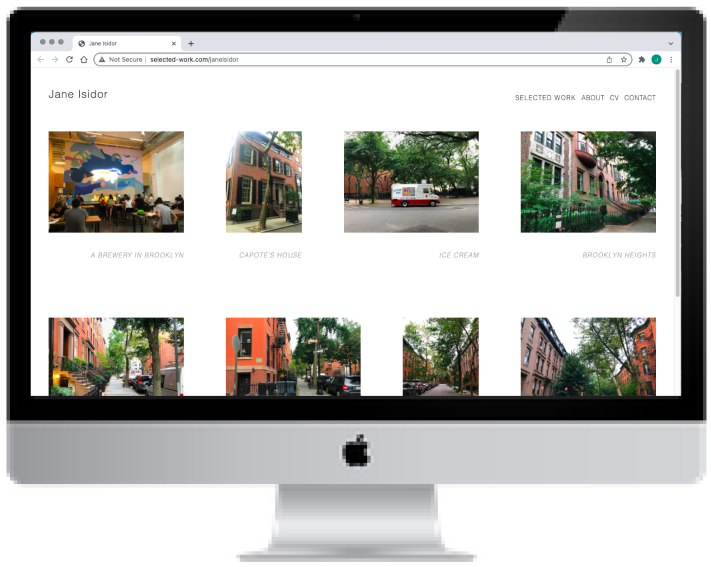 Jane Isidor
Not Secure | selected-work.com/janeisidor
J
Jane Isidor
SELECTED WORK ABOUT CV CONTACT
A BREWERY IN BROOKLYN
CAPOTE'S HOUSE
ICE CREAM
BROOKLYN HEIGHTS